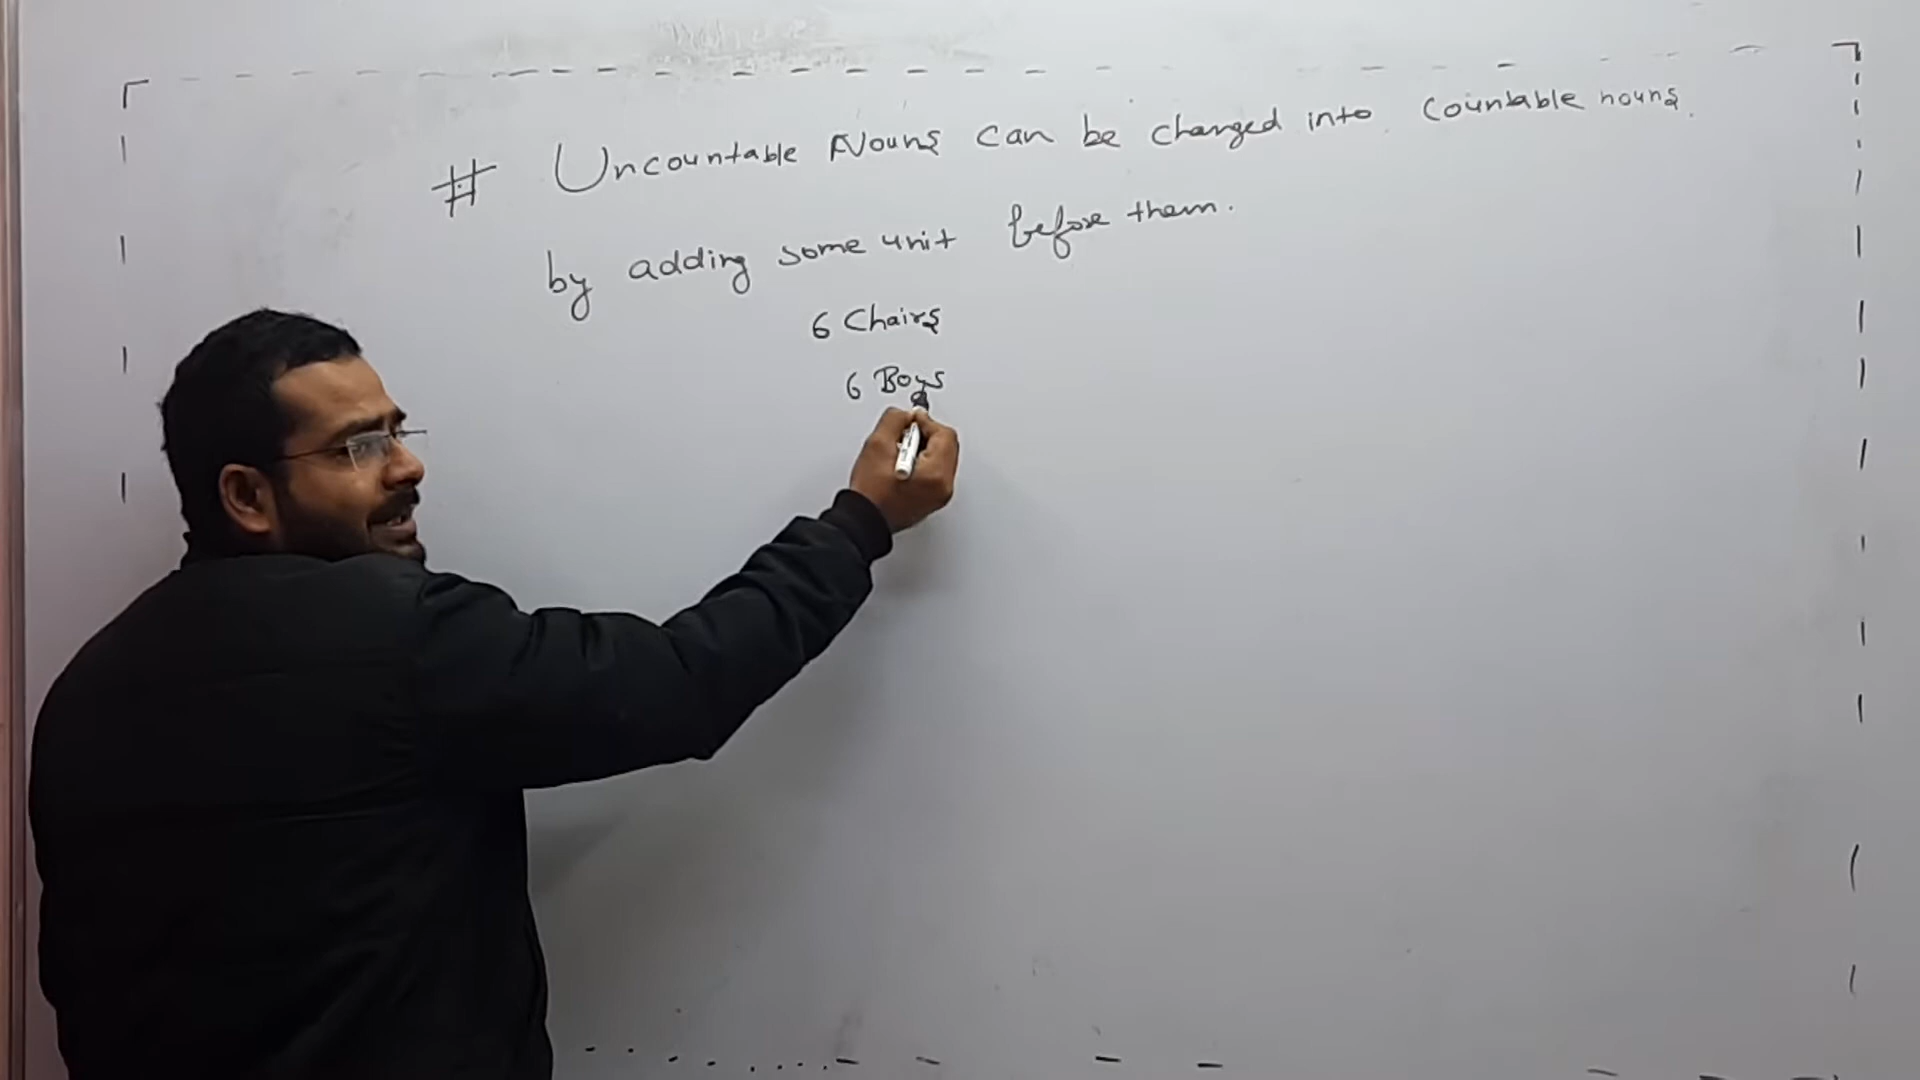 # Uncountable Nouns can be changed into countable nouns.
by adding some unit before them.
6 Chairs
6 Boys